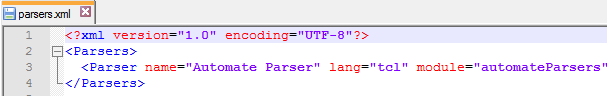 parsers.xml
1 <?xml version="1.0" encoding="UTF-8"?>
2 <Parsers>
3 <Parser name="Automate Parser" lang="tcl" module="automateParsers"
4 </Parsers>